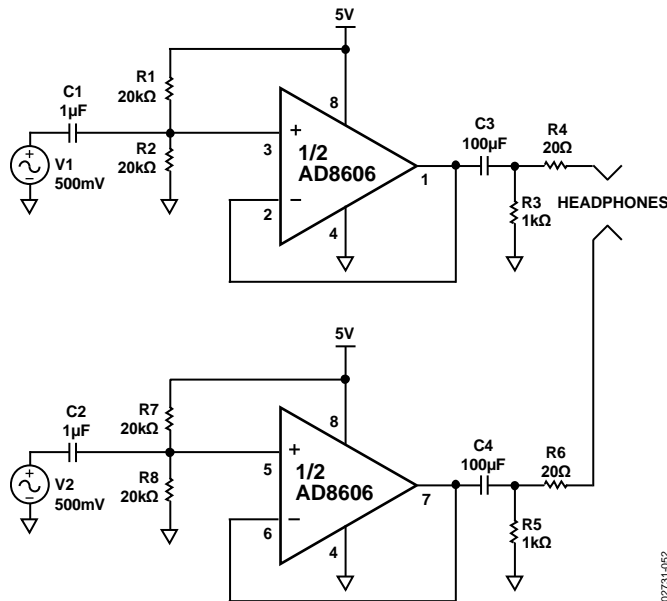 5V
R1
20kΩ
C1
1µF
R2
20kΩ
V1
500mV
+
–
+
–
3
2
8
4
1
1/2
AD8606
C3
100µF
R4
20Ω
R3
1kΩ
HEADPHONES
5V
R7
20kΩ
C2
1µF
R8
20kΩ
V2
500mV
+
–
+
–
5
6
8
4
7
1/2
AD8606
C4
100µF
R6
20Ω
R5
1kΩ
02731-052